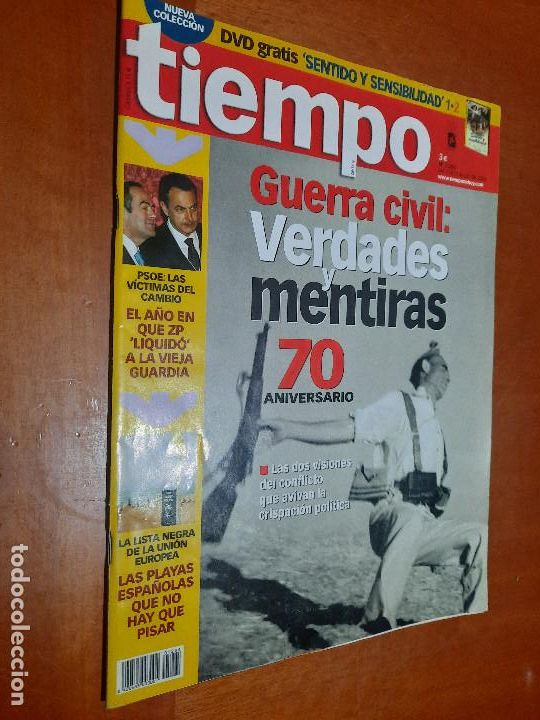 NUEVA
COLECCIÓN
DVD gratis 'SENTIDO Y SENSIBILIDAD' 1·2
tiempo
3€
Guerra civil:
Verdades
y
mentiras
70
ANIVERSARIO
Las dos visiones
del conflicto
que avivan la
crispación política
PSOE: LAS
VÍCTIMAS DEL
CAMBIO
EL AÑO EN
QUE ZP
'LIQUIDÓ'
A LA VIEJA
GUARDIA
LA LISTA NEGRA
DE LA UNIÓN
EUROPEA
LAS PLAYAS
ESPAÑOLAS
QUE NO
HAY QUE
PISAR
todocoleccion.net